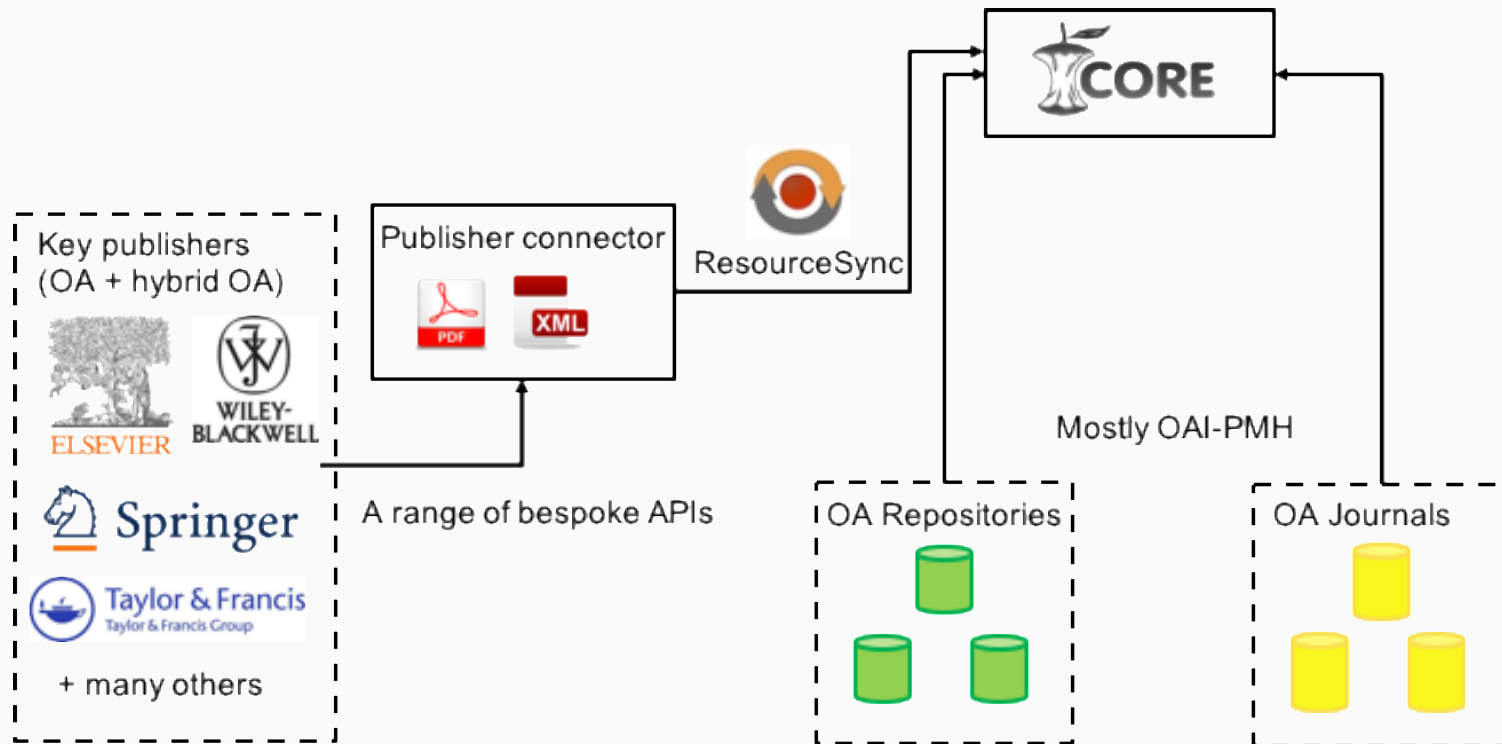 CORE
Key publishers
(OA + hybrid OA)
ELSEVIER
WILEY-
BLACKWELL
Springer
Taylor & Francis
Taylor & Francis Group
+ many others
Publisher connector
PDF
XML
ResourceSync
A range of bespoke APIs
Mostly OAI-PMH
OA Repositories
OA Journals